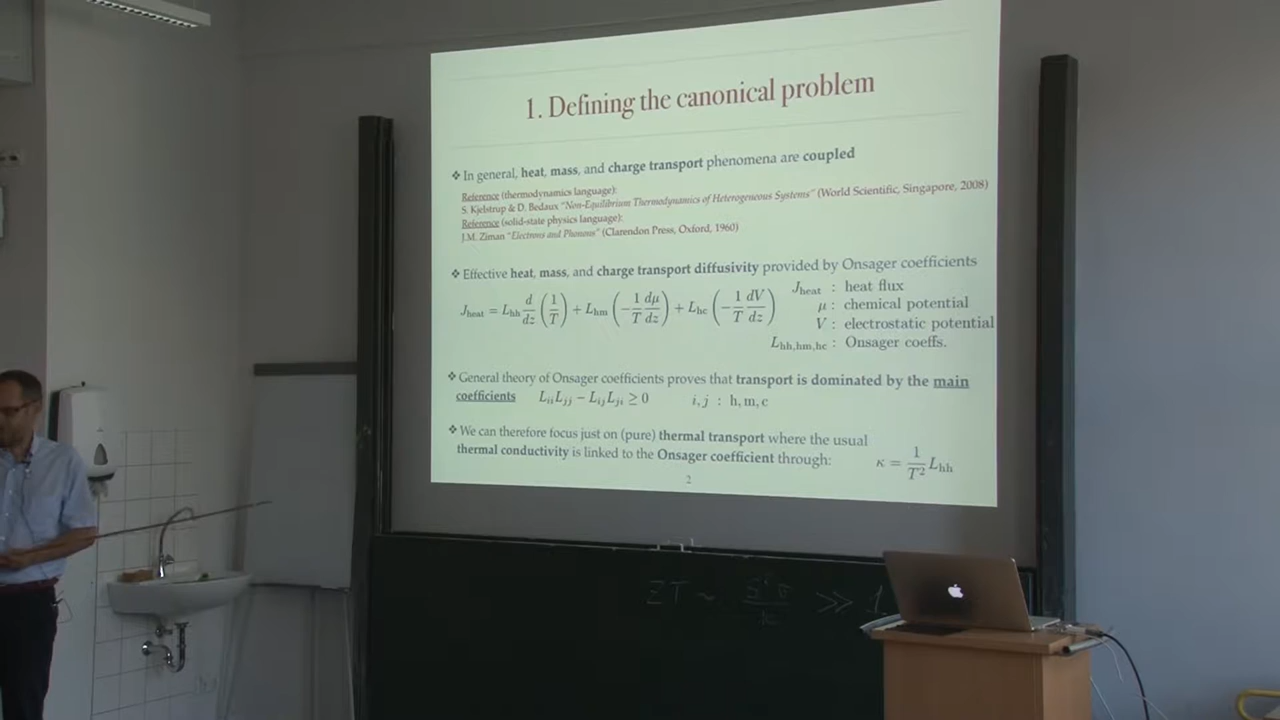 1. Defining the canonical problem
❖ In general, heat, mass, and charge transport phenomena are coupled
Reference (thermodynamics language):
S. Kjelstrup & D. Bedaux "Non-Equilibrium Thermodynamics of Heterogeneous Systems" (World Scientific, Singapore, 2008)
Reference (solid-state physics language):
J.M. Ziman "Electrons and Phonons" (Clarendon Press, Oxford, 1960)
❖ Effective heat, mass, and charge transport diffusivity provided by Onsager coefficients
J_heat = L_hh d/dz (1/T) + L_hm (−1/T dμ/dz) + L_hc (−1/T dV/dz)
J_heat : heat flux
μ : chemical potential
V : electrostatic potential
L_hh,hm,hc : Onsager coeffs.
❖ General theory of Onsager coefficients proves that transport is dominated by the main
coefficients L_ii L_jj − L_ij L_ji ≥ 0 i, j : h, m, c
❖ We can therefore focus just on (pure) thermal transport where the usual
thermal conductivity is linked to the Onsager coefficient through: κ = 1/T² L_hh
2
ZT ~ S²σ/k >> 1